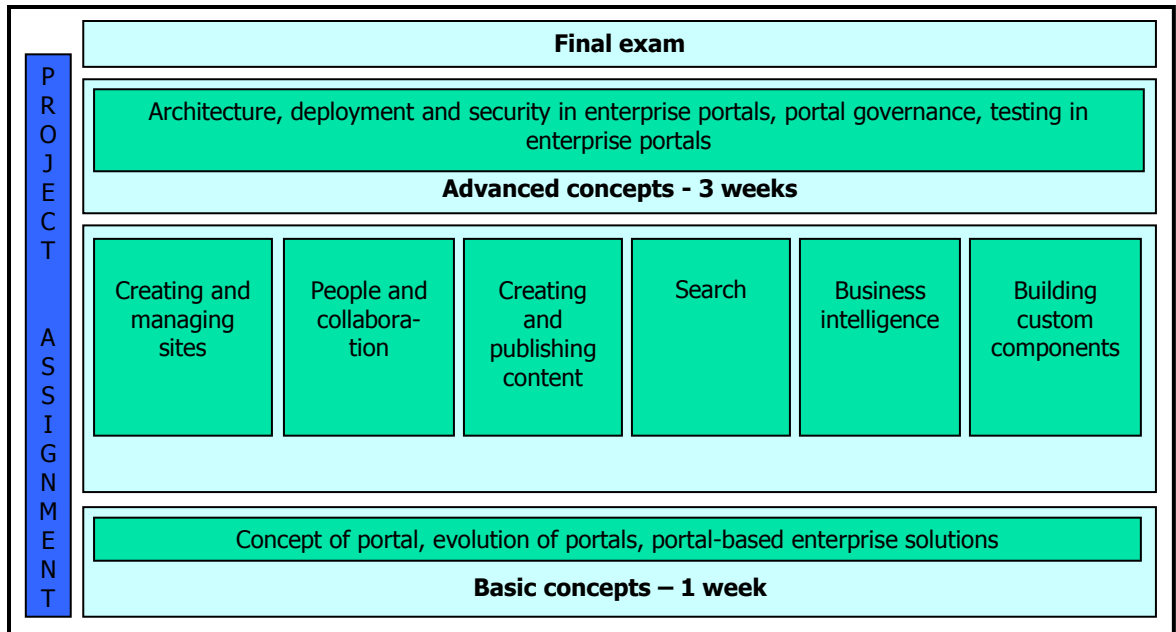 Final exam
PROJECT ASSIGNMENT
Architecture, deployment and security in enterprise portals, portal governance, testing in
enterprise portals
Advanced concepts - 3 weeks
Creating and
managing
sites
People and
collabora-
tion
Creating
and
publishing
content
Search
Business
intelligence
Building
custom
components
Concept of portal, evolution of portals, portal-based enterprise solutions
Basic concepts – 1 week